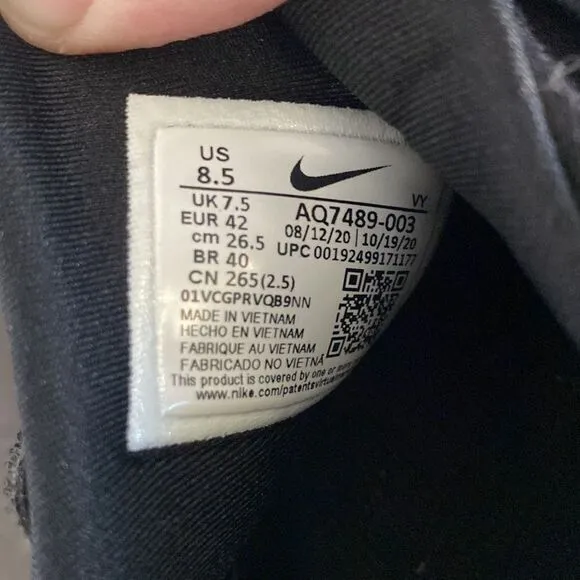 US
8.5
UK 7.5
EUR 42
cm 26.5
BR 40
CN 265(2.5)
VY
AQ7489-003
08/12/20 | 10/19/20
UPC 00192499171177
01VCGPRVQB9NN
MADE IN VIETNAM
HECHO EN VIETNAM
FABRIQUE AU VIETNAM
FABRICADO NO VIETNA
This product is covered by one or more
www.nike.com/patentsvirtual